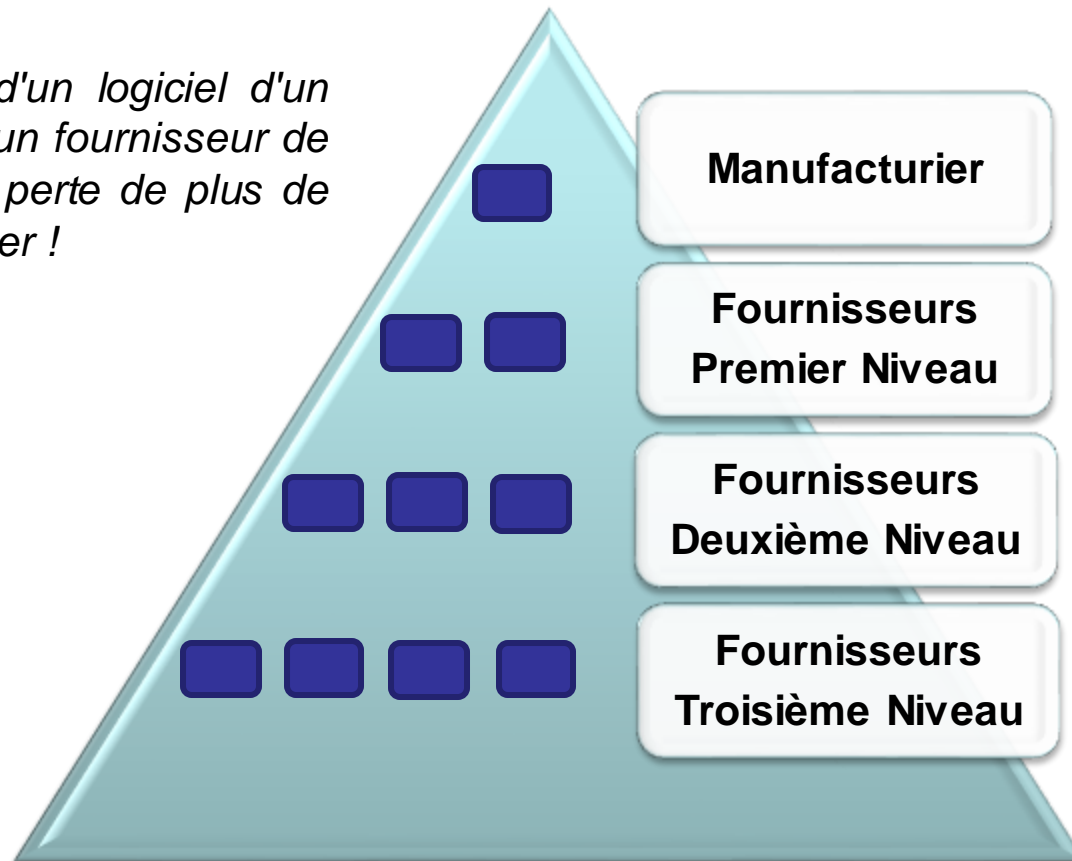 d'un logiciel d'un
un fournisseur de
perte de plus de
er !
Manufacturier
Fournisseurs
Premier Niveau
Fournisseurs
Deuxième Niveau
Fournisseurs
Troisième Niveau